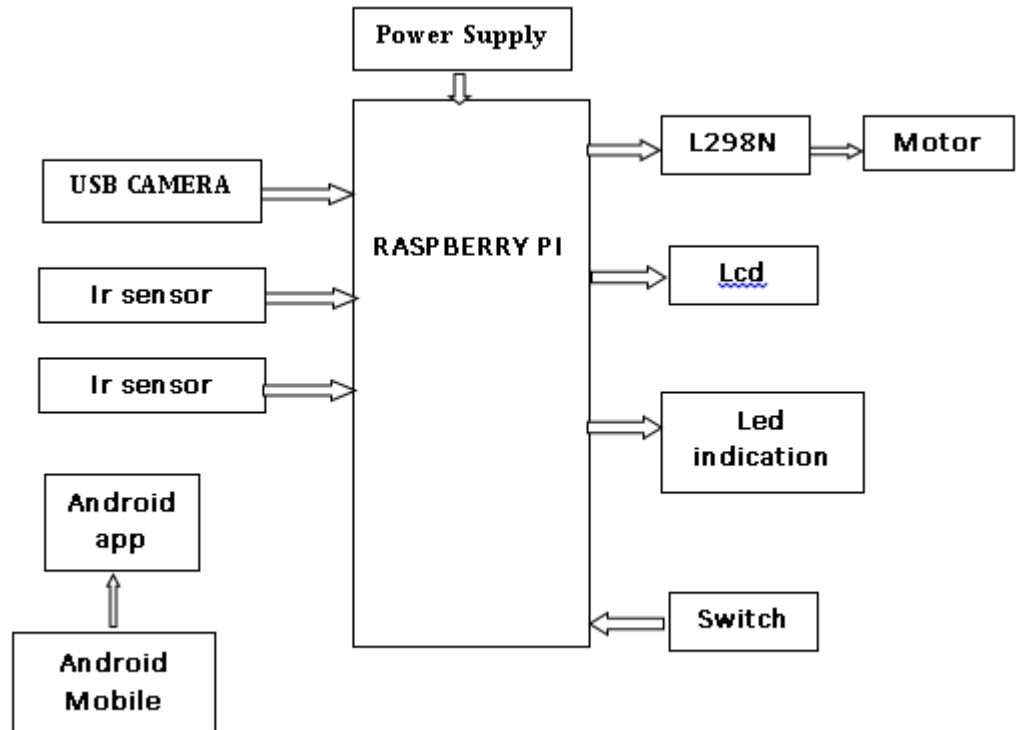 Power Supply
L298N
Motor
USB CAMERA
RASPBERRY PI
Lcd
Ir sensor
Ir sensor
Led
indication
Android
app
Switch
Android
Mobile